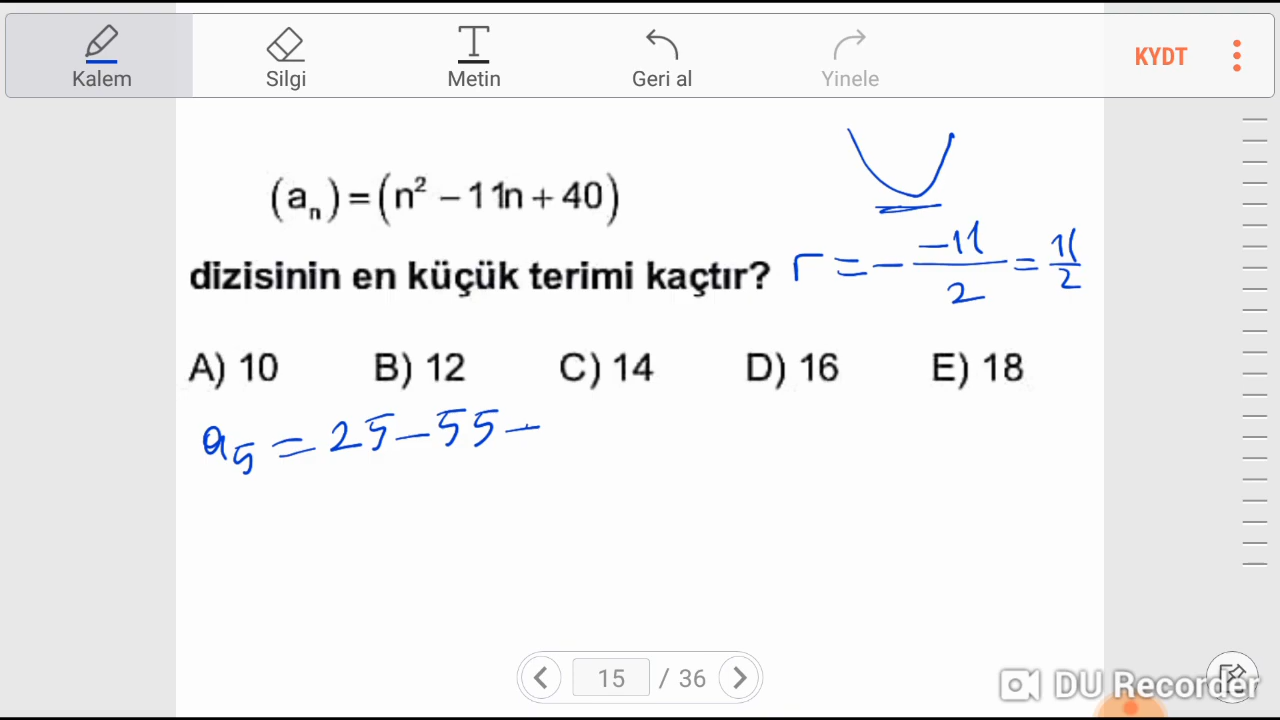 Kalem Silgi Metin Geri al Yinele KYDT
(aₙ) = (n² − 11n + 40)
dizisinin en küçük terimi kaçtır? r = − −11/2 = 11/2
A) 10 B) 12 C) 14 D) 16 E) 18
a₅ = 25 − 55 −
15 / 36
DU Recorder